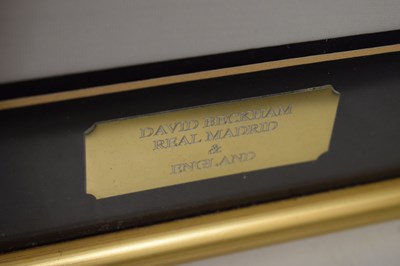 DAVID BECKHAM
REAL MADRID
&
ENGLAND